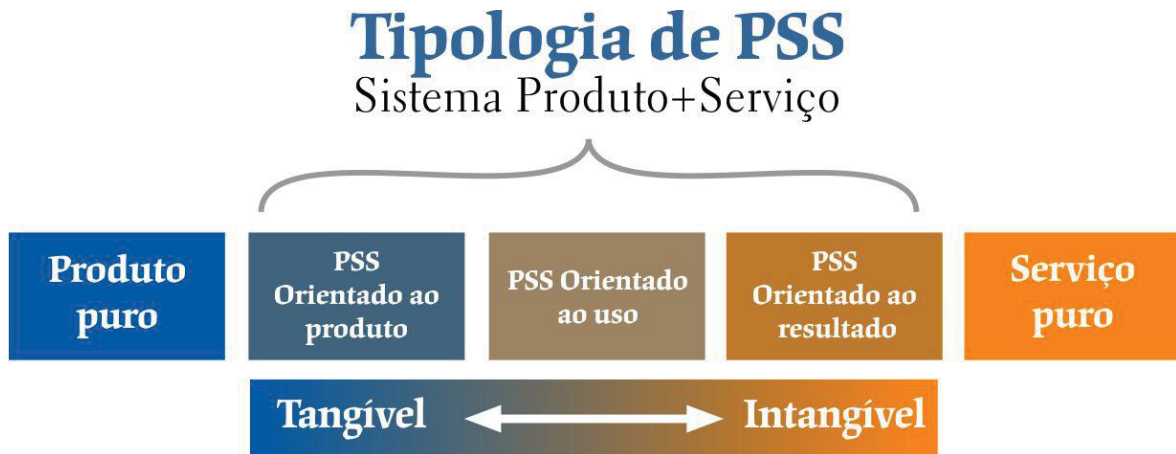 Tipologia de PSS
Sistema Produto+Serviço
Produto
puro
PSS
Orientado ao
produto
PSS Orientado
ao uso
PSS
Orientado ao
resultado
Serviço
puro
Tangível
Intangível